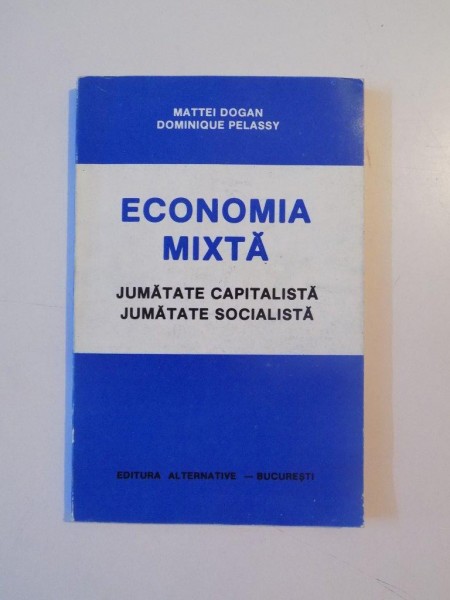 MATTEI DOGAN
DOMINIQUE PELASSY
ECONOMIA
MIXTĂ
JUMĂTATE CAPITALISTĂ
JUMĂTATE SOCIALISTĂ
EDITURA ALTERNATIVE — BUCUREȘTI